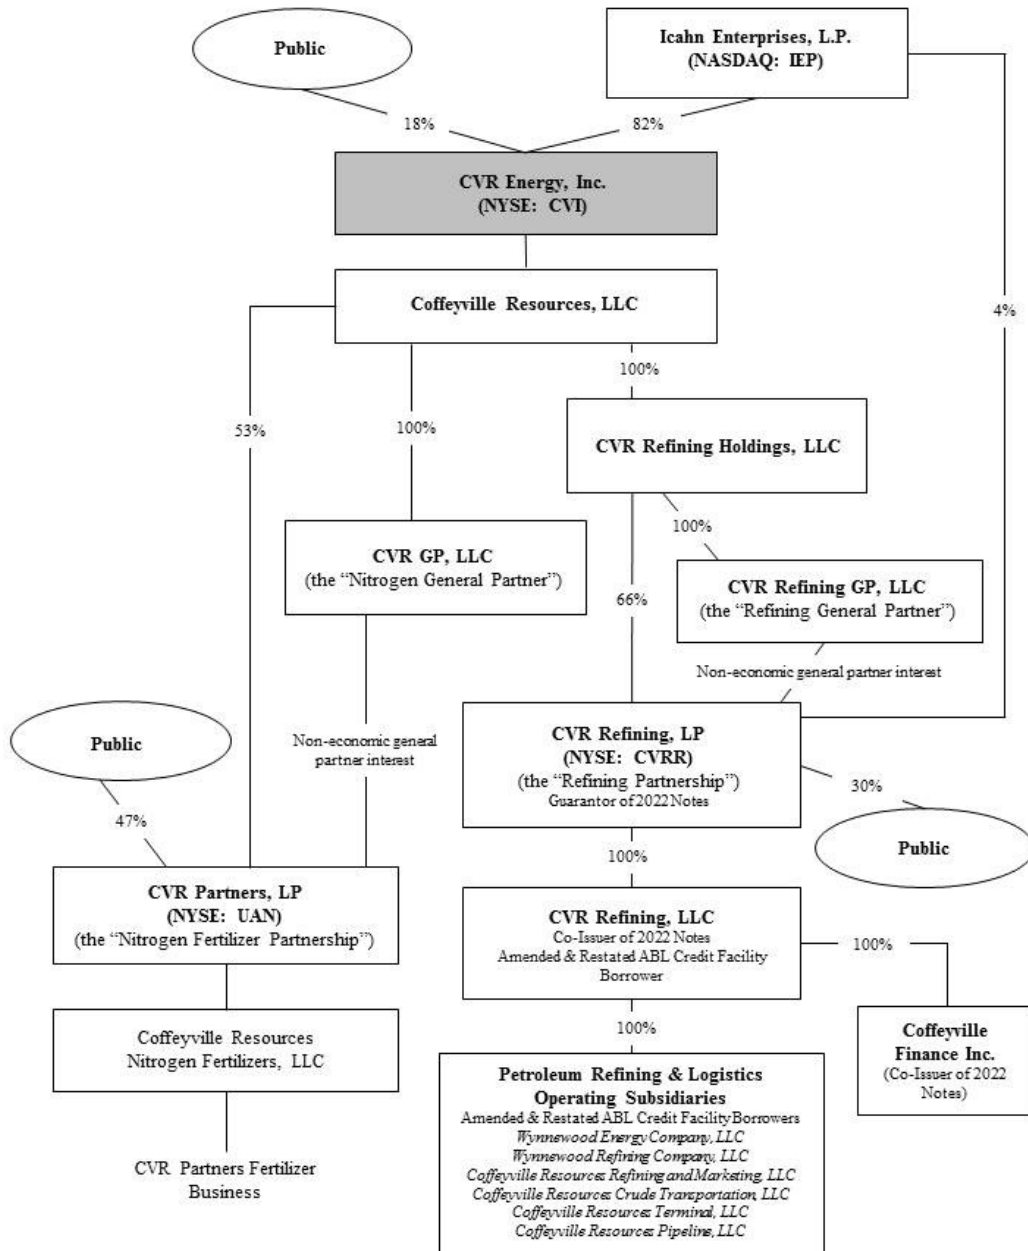 Public
Icahn Enterprises, L.P.
(NASDAQ: IEP)
18%
82%
CVR Energy, Inc.
(NYSE: CVI)
Coffeyville Resources, LLC
4%
100%
53%
100%
CVR Refining Holdings, LLC
100%
CVR GP, LLC
(the “Nitrogen General Partner”)
CVR Refining GP, LLC
(the “Refining General Partner”)
66%
Non-economic general partner interest
Public
Non-economic general
partner interest
CVR Refining, LP
(NYSE: CVRR)
(the “Refining Partnership”)
Guarantor of 2022 Notes
30%
47%
Public
100%
CVR Partners, LP
(NYSE: UAN)
(the “Nitrogen Fertilizer Partnership”)
CVR Refining, LLC
Co-Issuer of 2022 Notes
Amended & Restated ABL Credit Facility
Borrower
100%
Coffeyville Resources
Nitrogen Fertilizers, LLC
100%
Coffeyville
Finance Inc.
(Co-Issuer of 2022
Notes)
Petroleum Refining & Logistics
Operating Subsidiaries
Amended & Restated ABL Credit Facility Borrowers
Wynnewood Energy Company, LLC
Wynnewood Refining Company, LLC
Coffeyville Resources Refining and Marketing, LLC
Coffeyville Resources Crude Transportation, LLC
Coffeyville Resources Terminal, LLC
Coffeyville Resources Pipeline, LLC
CVR Partners Fertilizer
Business